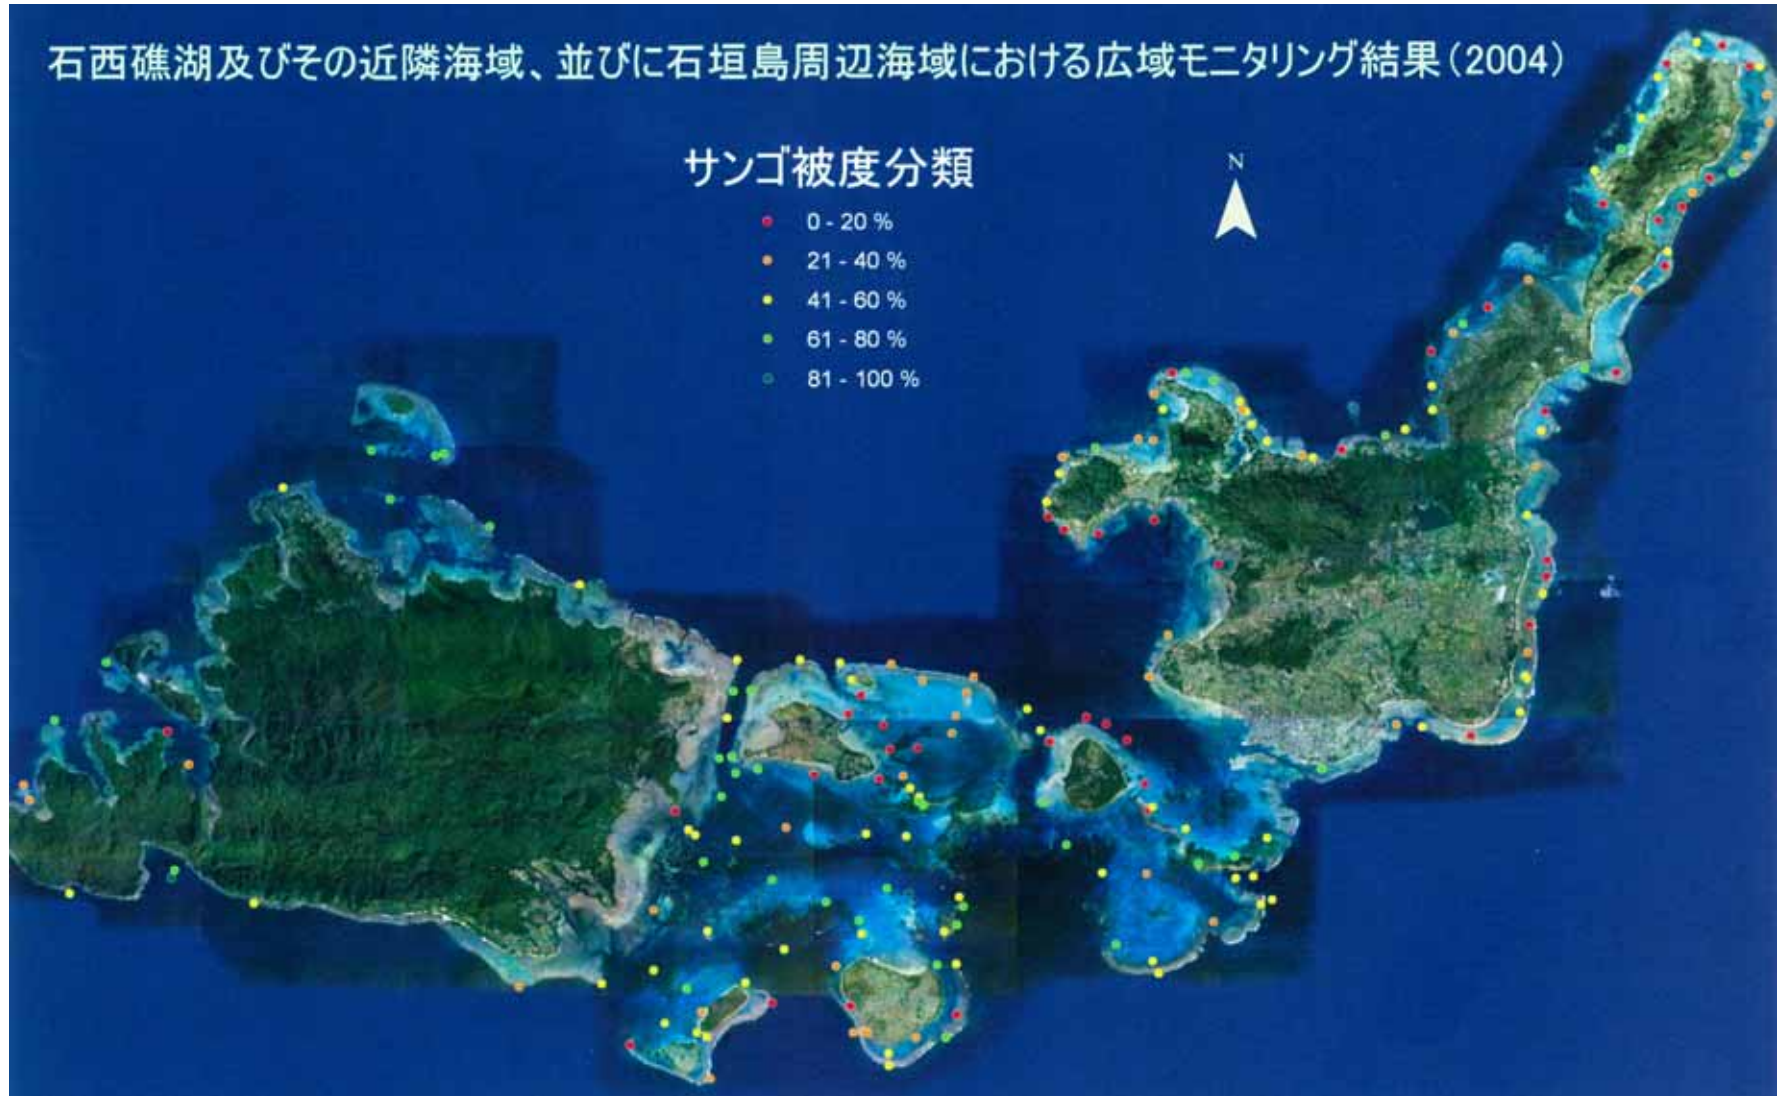 石西礁湖及びその近隣海域、並びに石垣島周辺海域における広域モニタリング結果(2004)
サンゴ被度分類
N
0 - 20 %
21 - 40 %
41 - 60 %
61 - 80 %
81 - 100 %